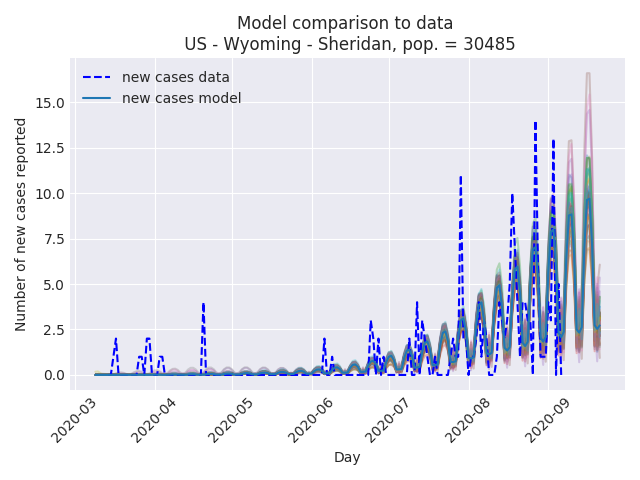 Model comparison to data
US - Wyoming - Sheridan, pop. = 30485
new cases data
new cases model
Number of new cases reported
15.0
12.5
10.0
7.5
5.0
2.5
0.0
2020-03
2020-04
2020-05
2020-06
2020-07
2020-08
2020-09
Day